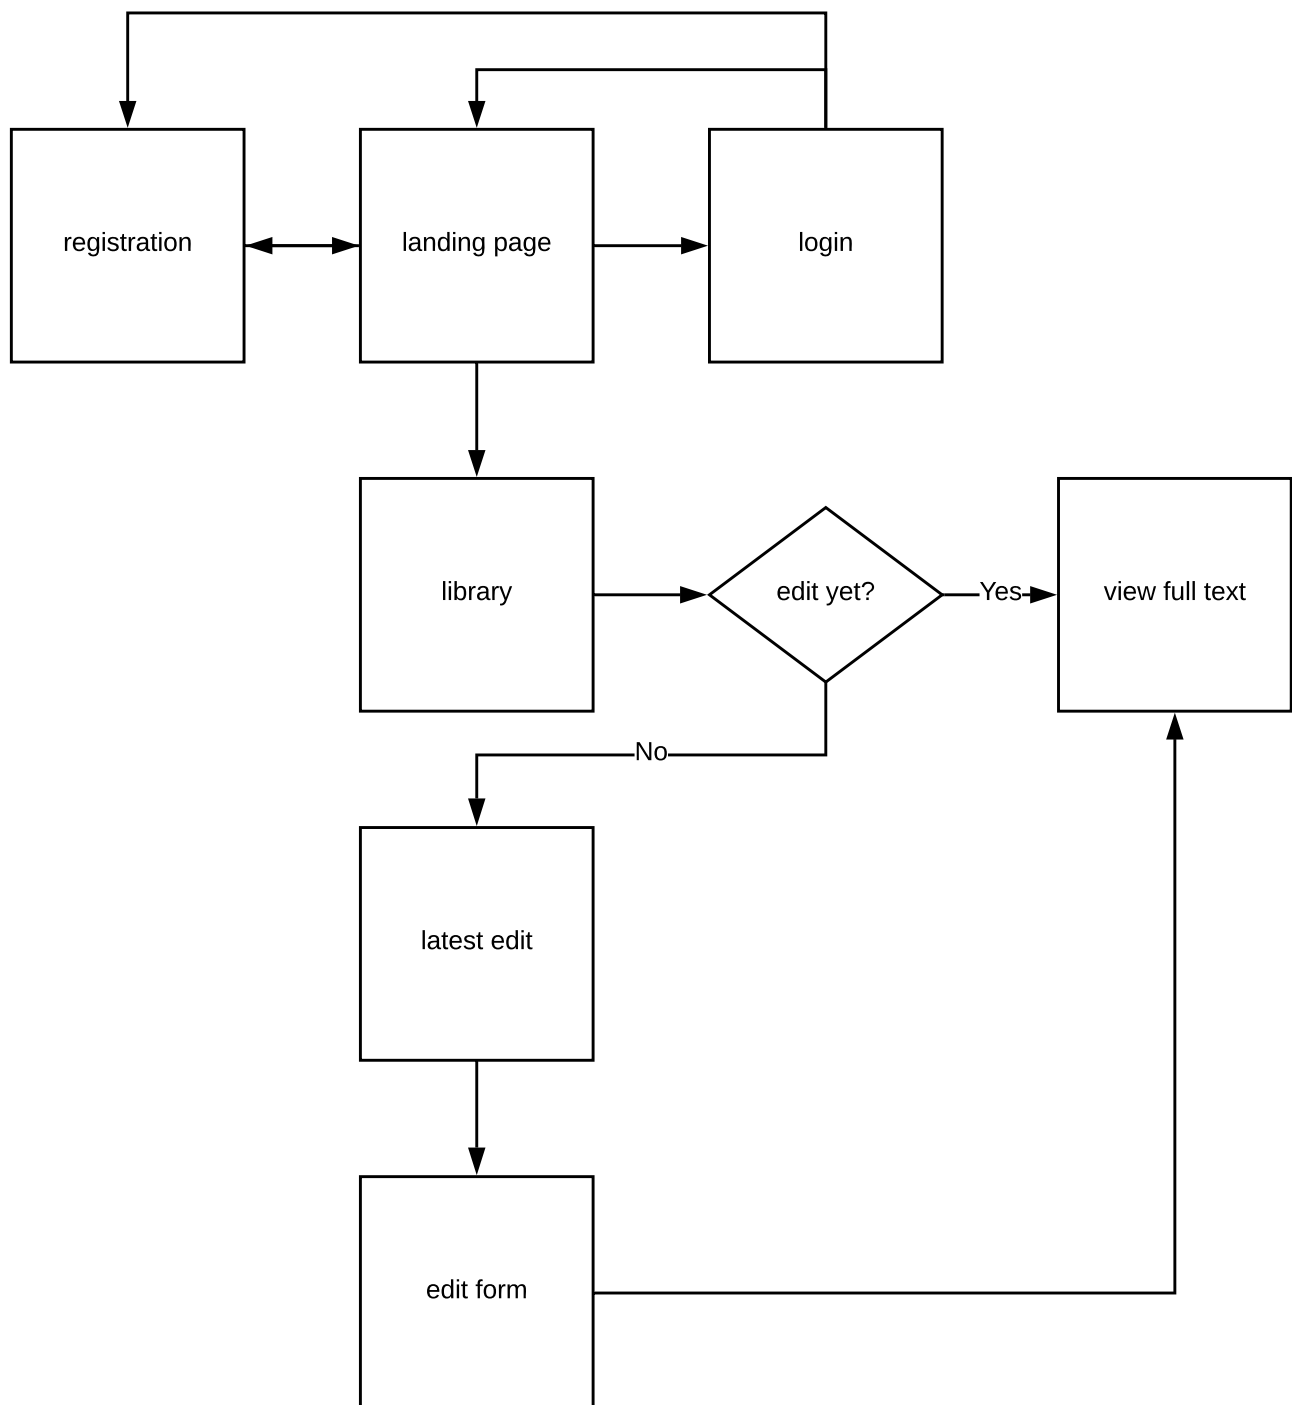 registration
landing page
login
library
edit yet?
Yes
view full text
No
latest edit
edit form